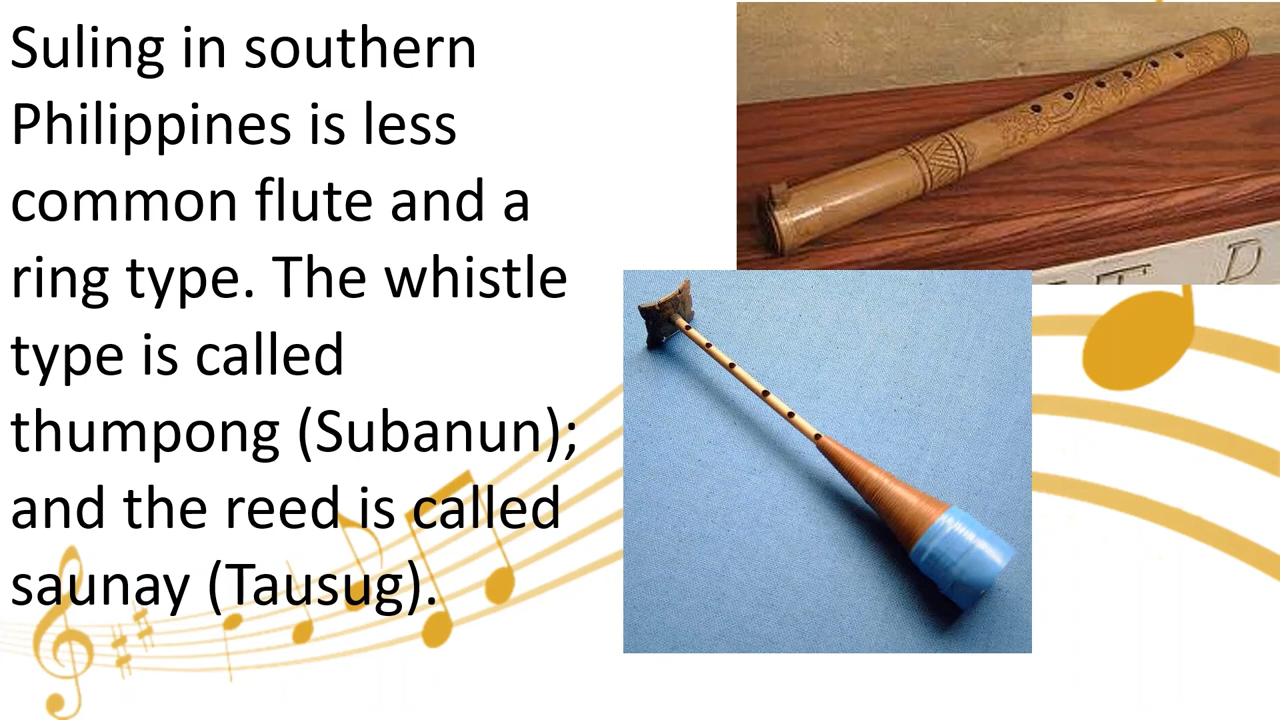 Suling in southern
Philippines is less
common flute and a
ring type. The whistle
type is called
thumpong (Subanun);
and the reed is called
saunay (Tausug).